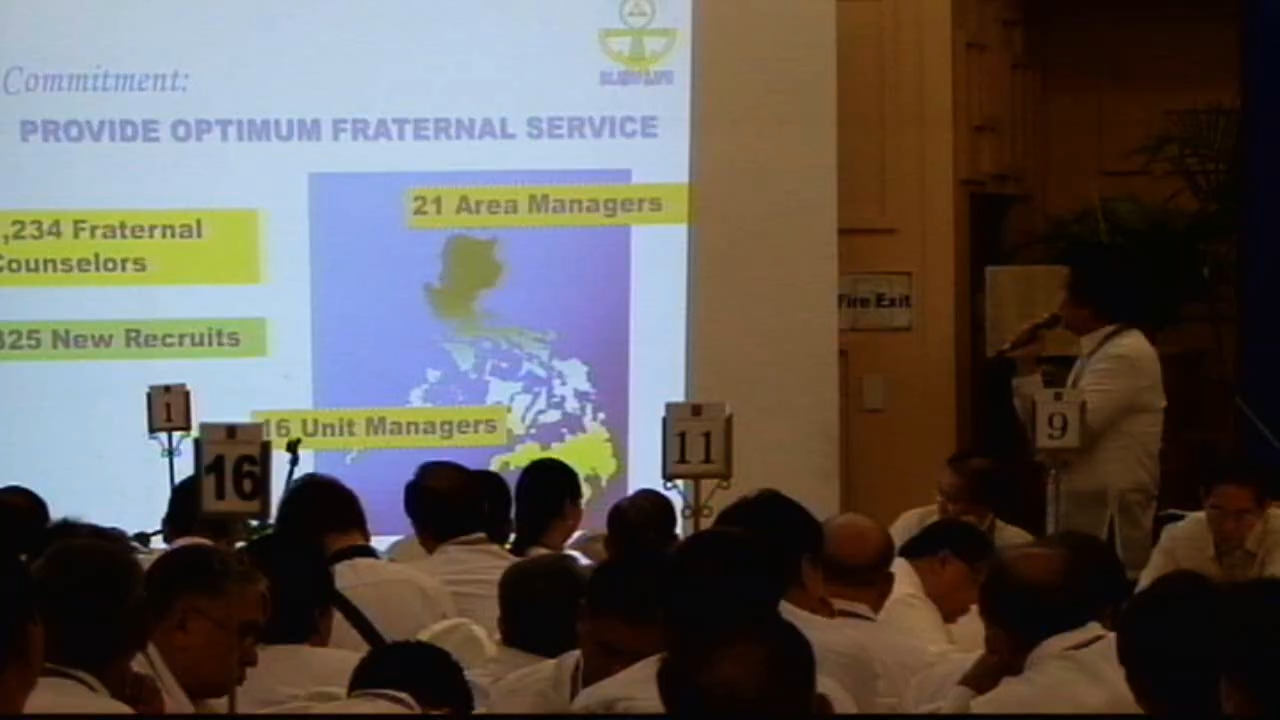 Commitment:
PROVIDE OPTIMUM FRATERNAL SERVICE
21 Area Managers
,234 Fraternal
Counselors
325 New Recruits
16 Unit Managers
Fire Exit
1
16
11
9